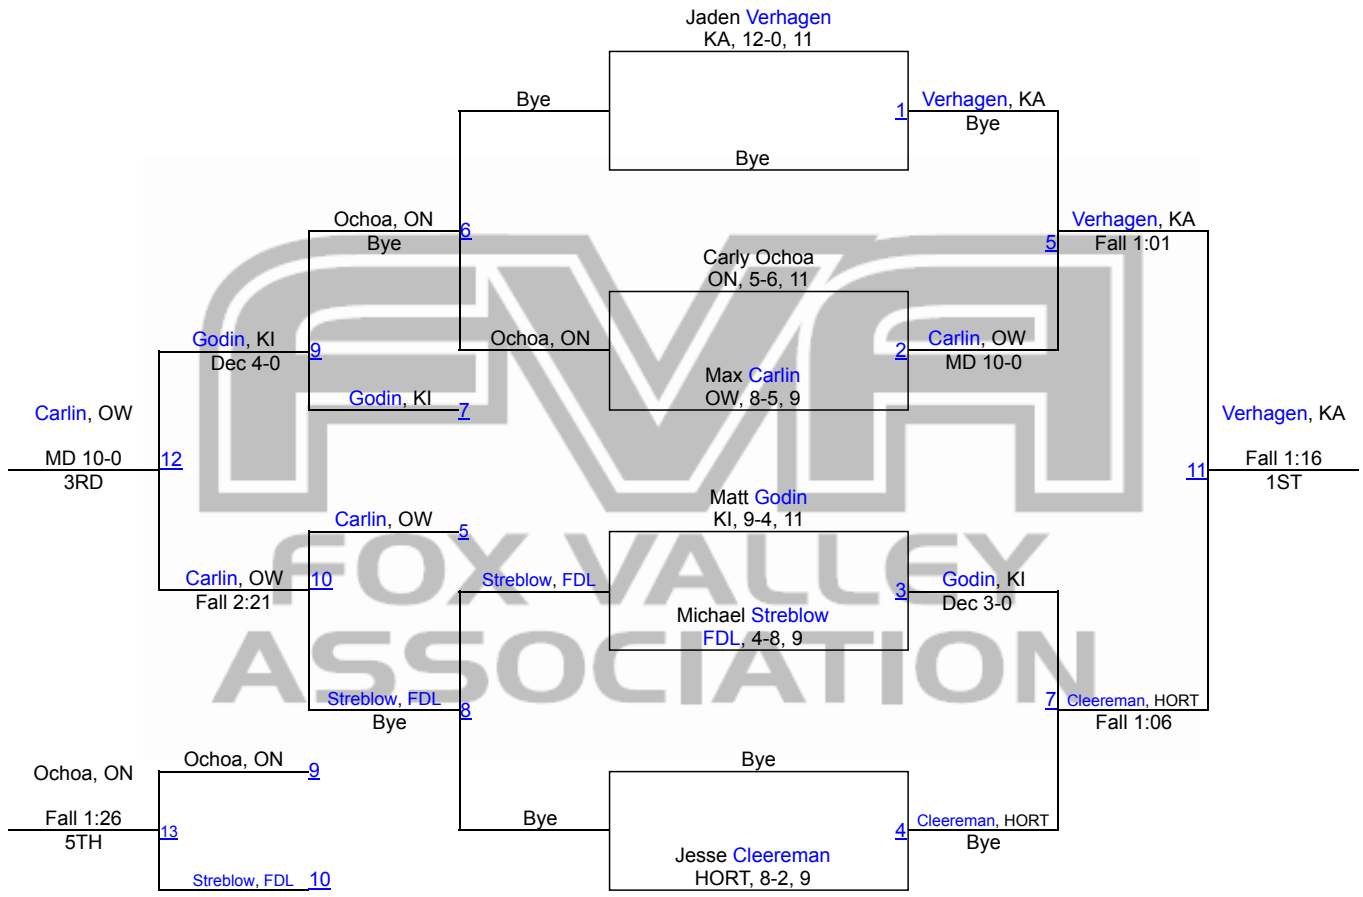 Jaden Verhagen
KA, 12-0, 11
Bye
1
Verhagen, KA
Bye
Bye
Ochoa, ON
Bye
6
Verhagen, KA
5
Fall 1:01
Carly Ochoa
ON, 5-6, 11
Godin, KI
Dec 4-0
9
Ochoa, ON
2
Carlin, OW
MD 10-0
Max Carlin
OW, 8-5, 9
Godin, KI
7
Carlin, OW
MD 10-0
3RD
12
Verhagen, KA
11
Fall 1:16
1ST
Matt Godin
KI, 9-4, 11
Carlin, OW
5
FOX VALLEY
ASSOCIATION
FVA
Carlin, OW
Fall 2:21
10
Streblow, FDL
3
Godin, KI
Dec 3-0
Michael Streblow
FDL, 4-8, 9
Streblow, FDL
Bye
8
7
Cleereman, HORT
Fall 1:06
Ochoa, ON
Ochoa, ON
9
Bye
Fall 1:26
5TH
13
Bye
4
Cleereman, HORT
Bye
Jesse Cleereman
HORT, 8-2, 9
Streblow, FDL
10